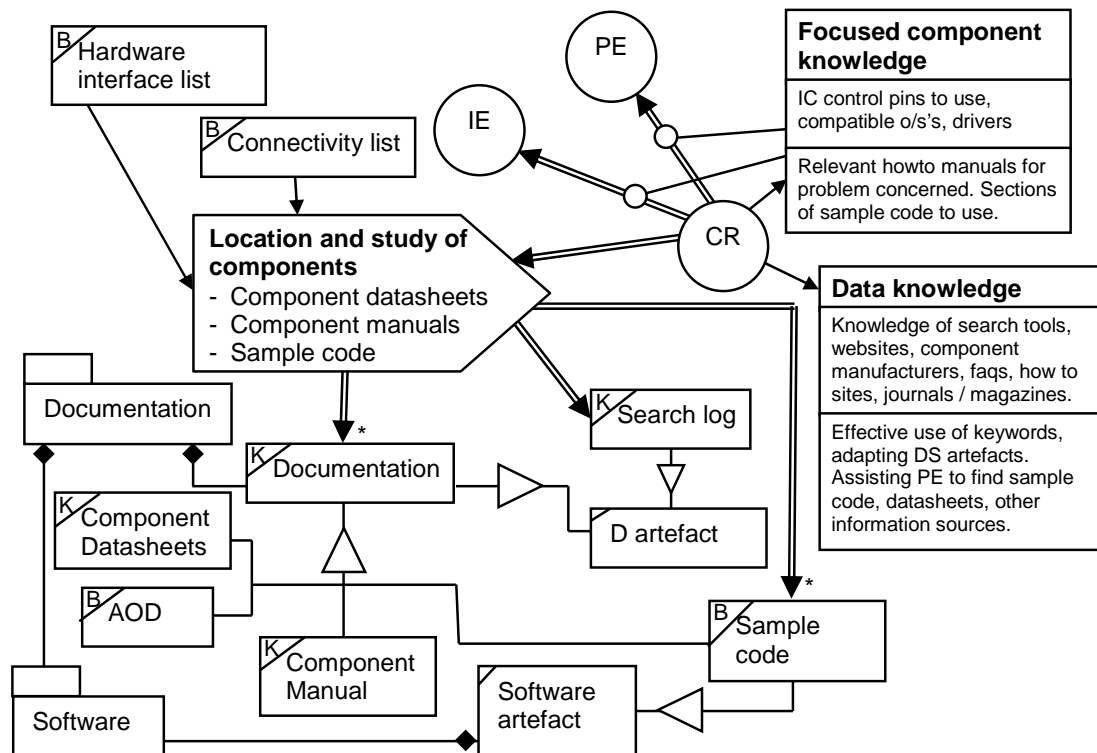 B
Hardware
interface list
B
Connectivity list
PE
IE
CR
Focused component
knowledge
IC control pins to use,
compatible o/s's, drivers
Relevant howto manuals for
problem concerned. Sections
of sample code to use.
Location and study of
components
- Component datasheets
- Component manuals
- Sample code
Data knowledge
Knowledge of search tools,
websites, component
manufacturers, faqs, how to
sites, journals / magazines.
Effective use of keywords,
adapting DS artefacts.
Assisting PE to find sample
code, datasheets, other
information sources.
Documentation
*
K
Documentation
K
Search log
K
Component
Datasheets
D artefact
B
AOD
*
B
Sample
code
K
Component
Manual
Software
artefact
Software